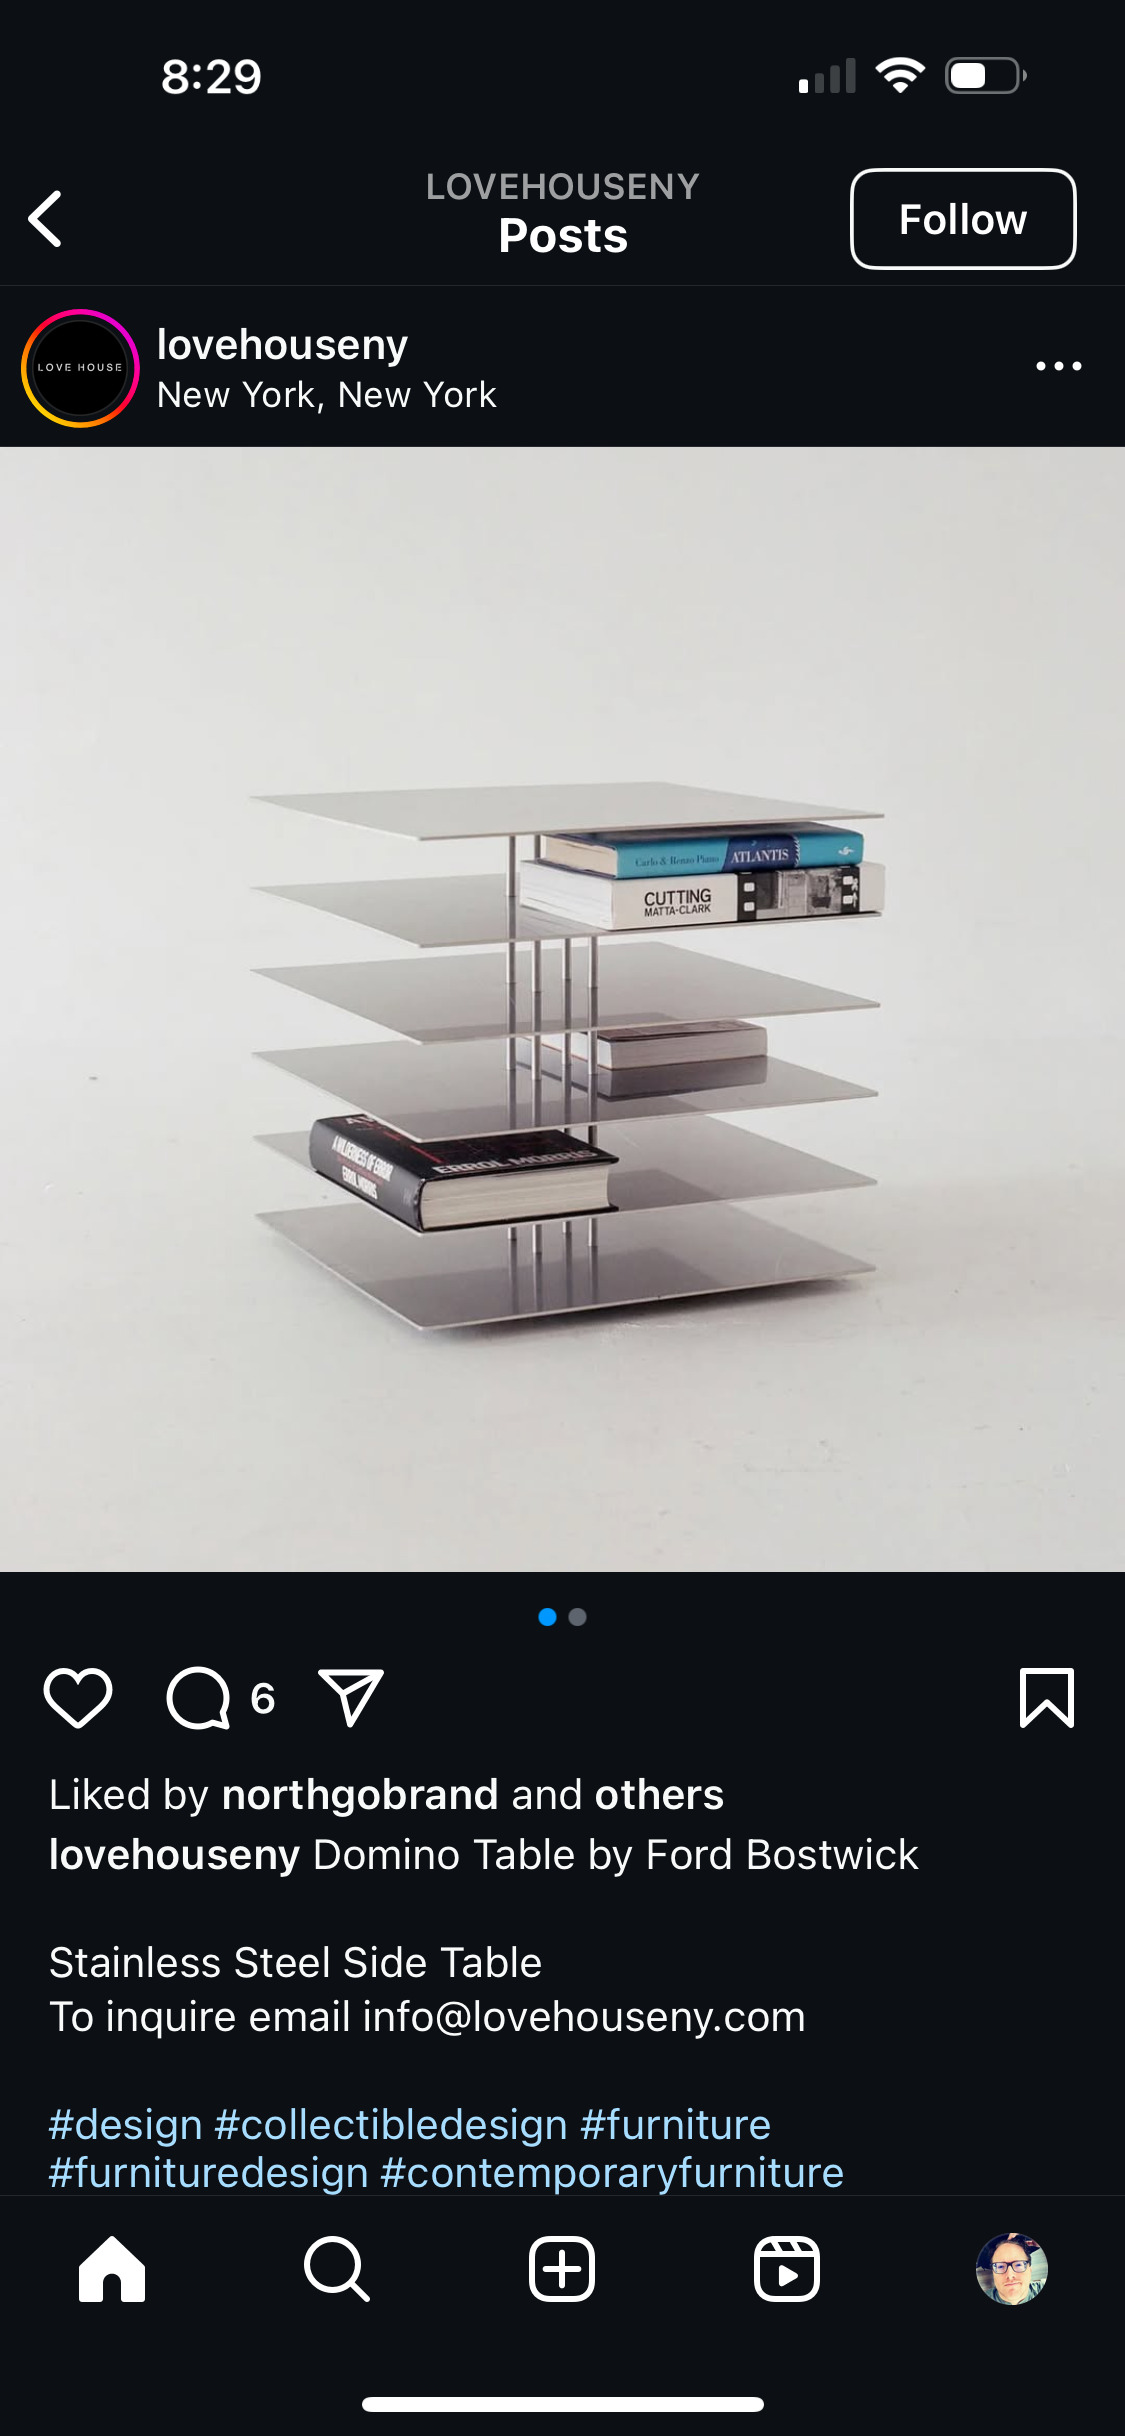 8:29
LOVEHOUSENY
Posts
Follow
LOVE HOUSE
lovehouseny
New York, New York
Carlo & Renzo Piano ATLANTIS
CUTTING
MATTA-CLARK
A WILDERNESS OF ERROR
ERROL MORRIS
ERROL MORRIS
6
Liked by northgobrand and others
lovehouseny Domino Table by Ford Bostwick
Stainless Steel Side Table
To inquire email info@lovehouseny.com
#design #collectibledesign #furniture
#furnituredesign #contemporaryfurniture